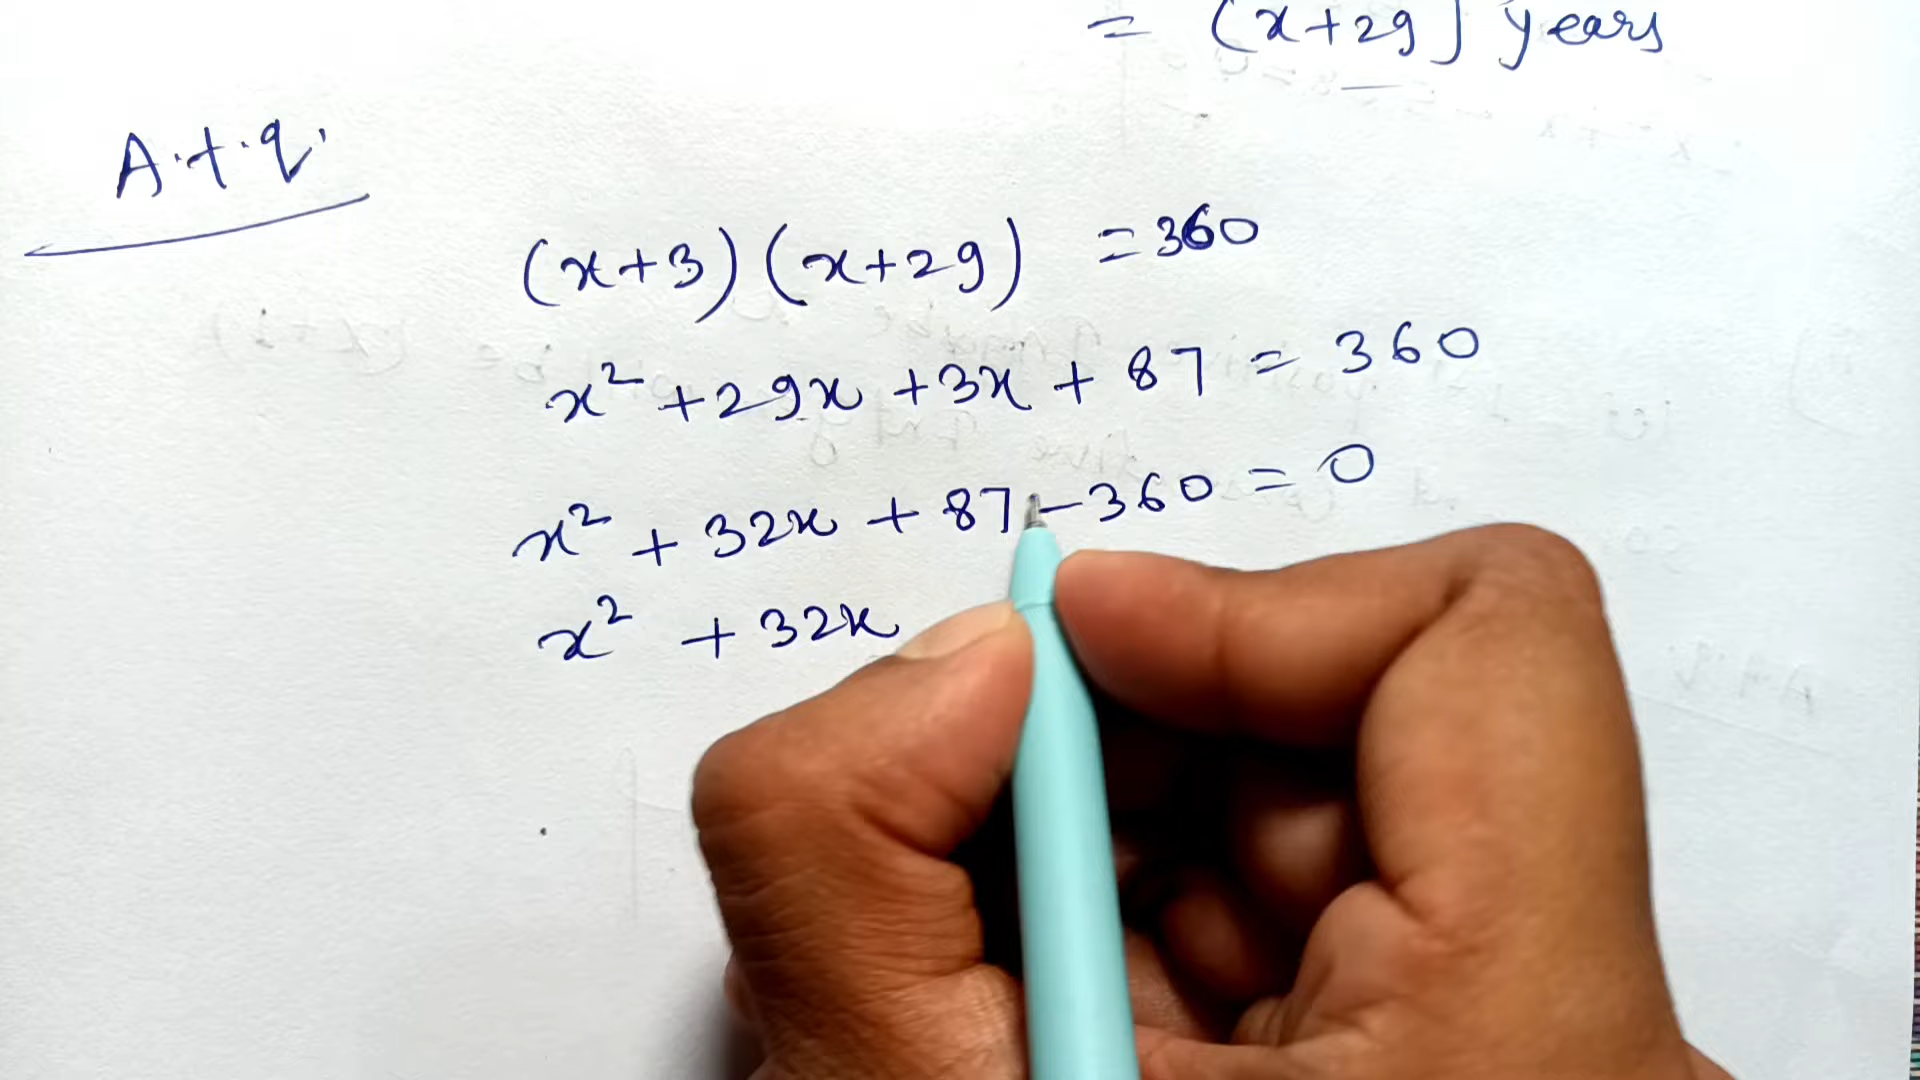 = (x+29) years
A.t.q.
(x+3) (x+29) = 360
x² + 29x + 3x + 87 = 360
x² + 32x + 87 - 360 = 0
x² + 32x